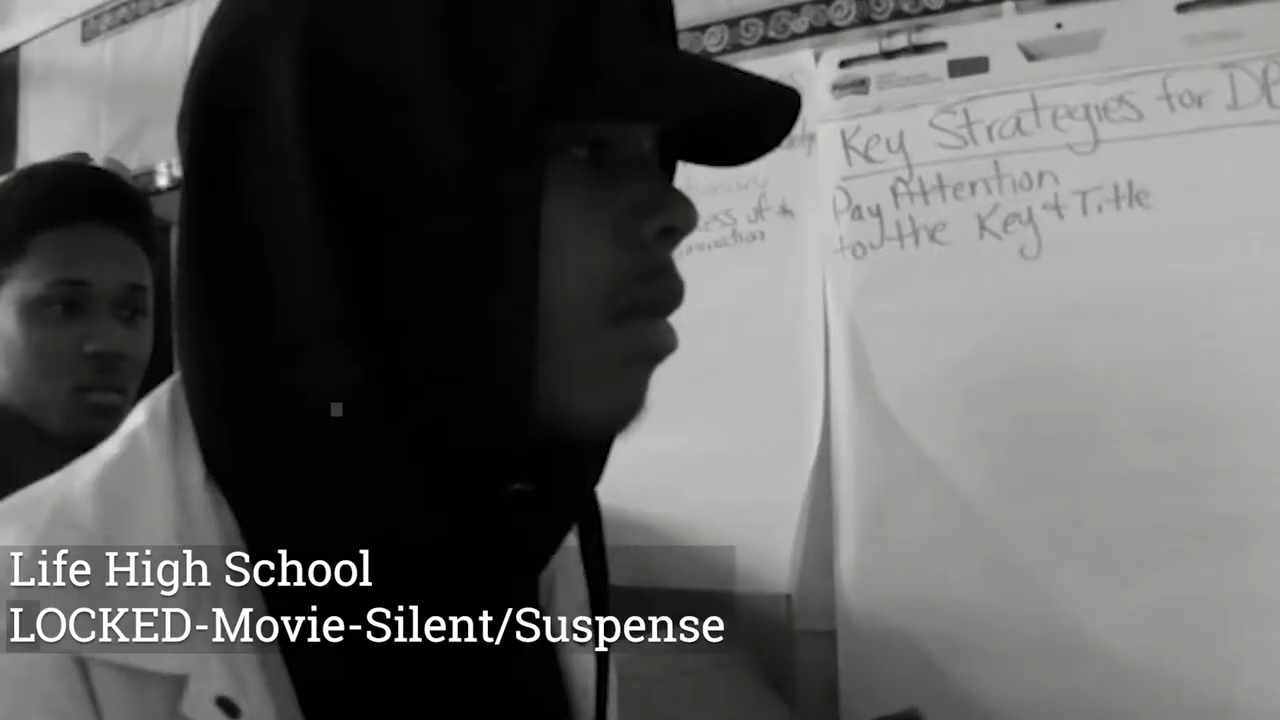 Key Strategies for
Pay Attention
to the Key + Title
Life High School
LOCKED-Movie-Silent/Suspense